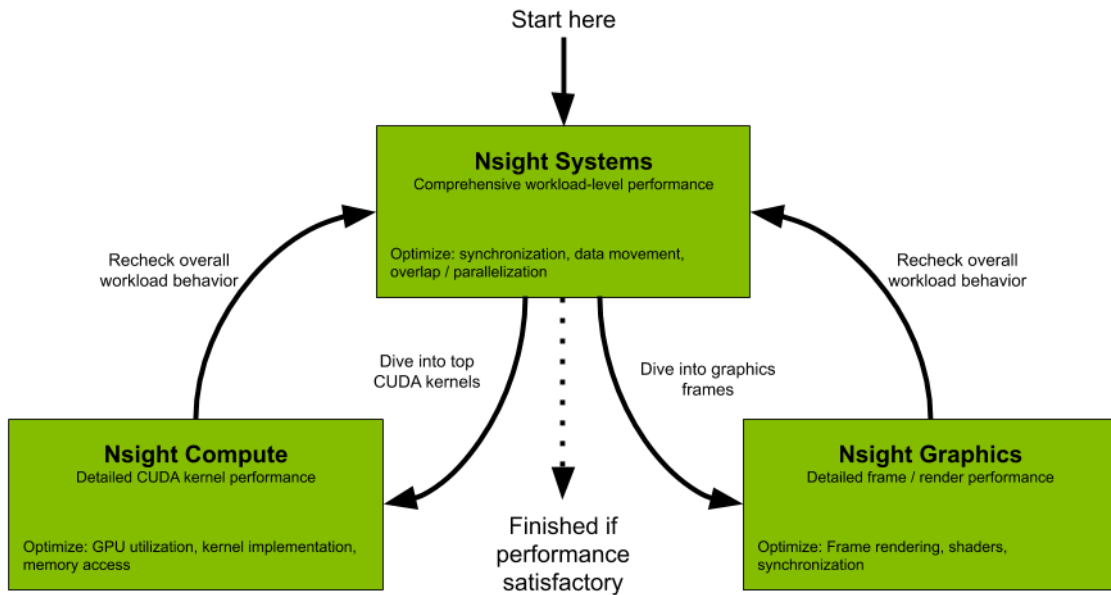 Start here
Nsight Systems
Comprehensive workload-level performance
Optimize: synchronization, data movement,
overlap / parallelization
Recheck overall
workload behavior
Recheck overall
workload behavior
Dive into top
CUDA kernels
Dive into graphics
frames
Nsight Compute
Detailed CUDA kernel performance
Optimize: GPU utilization, kernel implementation,
memory access
Finished if
performance
satisfactory
Nsight Graphics
Detailed frame / render performance
Optimize: Frame rendering, shaders,
synchronization